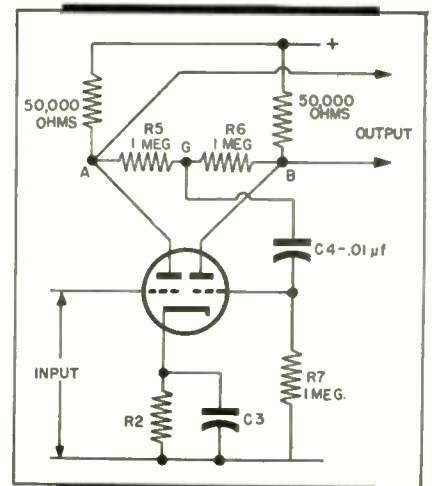 +
50,000
OHMS
R5
1 MEG
G
R6
1 MEG
50,000
OHMS
OUTPUT
A
B
C4-.01 µf
INPUT
R7
1 MEG.
R2
C3